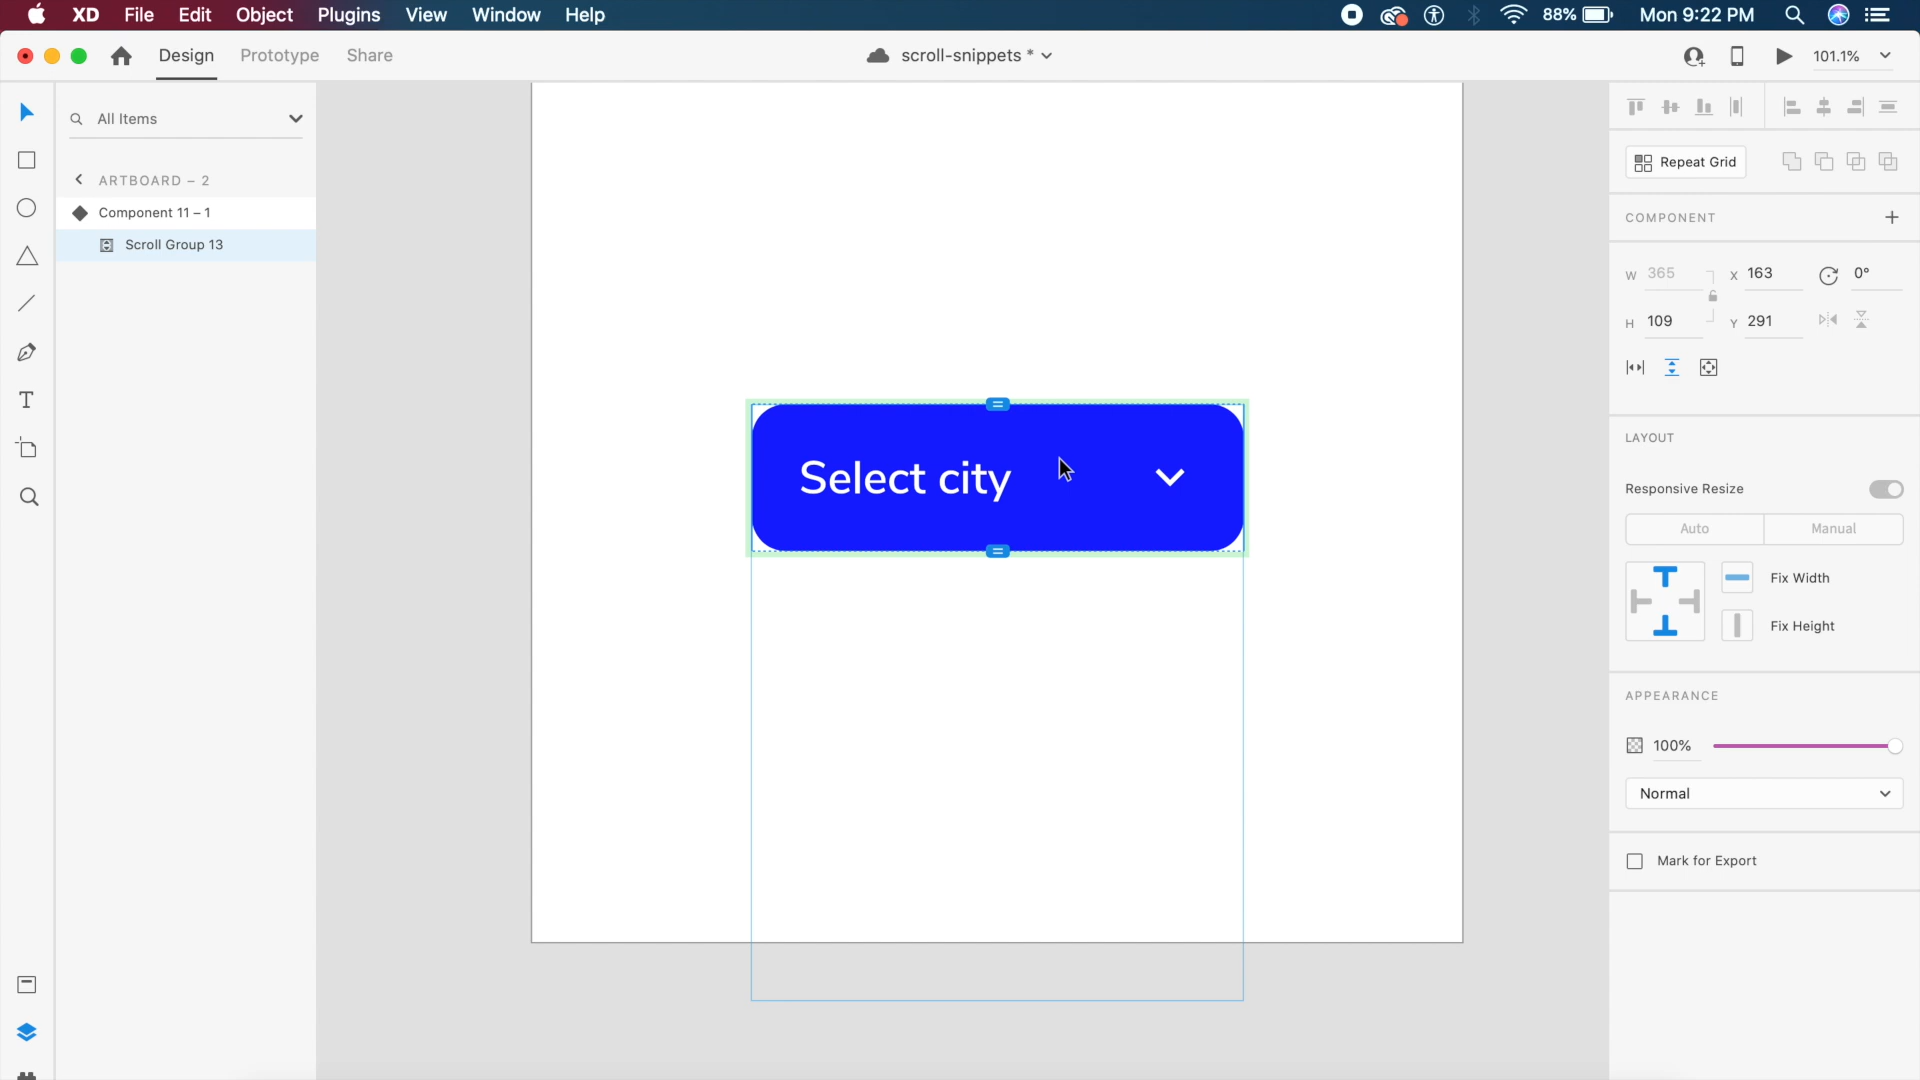 XD File Edit Object Plugins View Window Help 88% Mon 9:22 PM
Design Prototype Share scroll-snippets * 101.1%
All Items
ARTBOARD – 2
Component 11 – 1
Scroll Group 13
Select city
Repeat Grid
COMPONENT
W 365 X 163 0°
H 109 Y 291
LAYOUT
Responsive Resize
Auto Manual
Fix Width
Fix Height
APPEARANCE
100%
Normal
Mark for Export